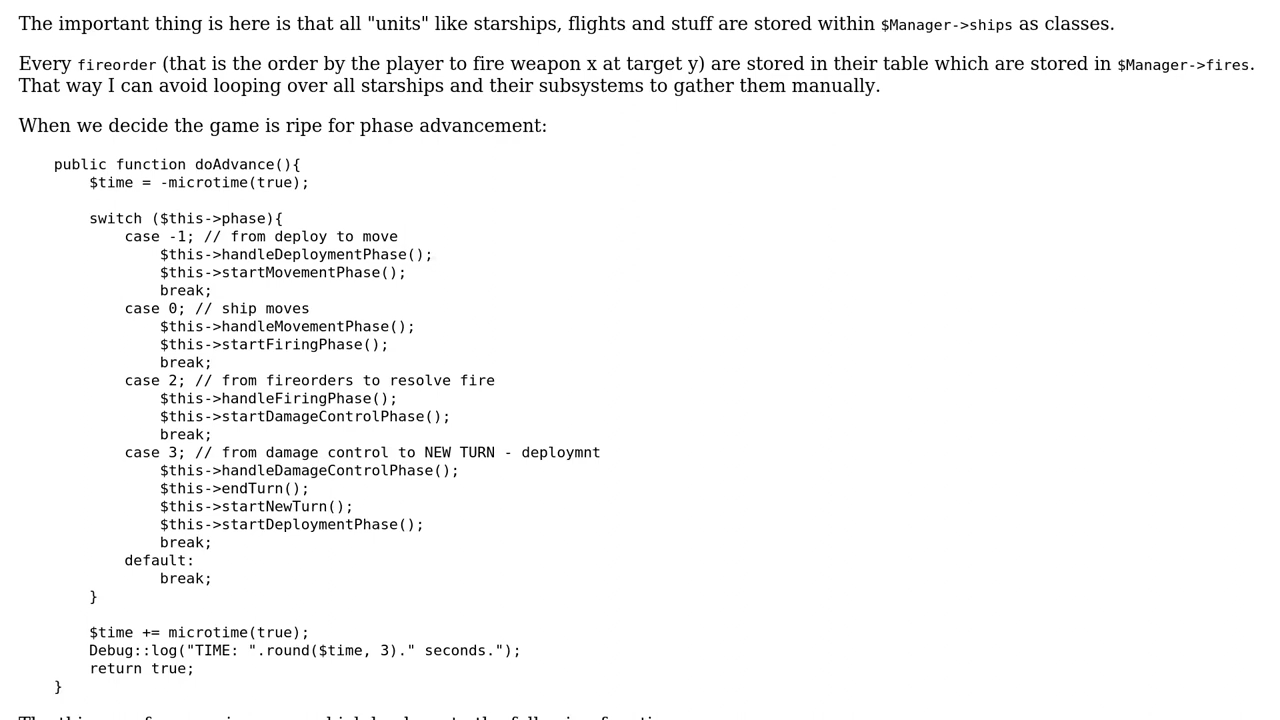 The important thing is here is that all "units" like starships, flights and stuff are stored within $Manager->ships as classes.
Every fireorder (that is the order by the player to fire weapon x at target y) are stored in their table which are stored in $Manager->fires.
That way I can avoid looping over all starships and their subsystems to gather them manually.
When we decide the game is ripe for phase advancement:
public function doAdvance(){
$time = -microtime(true);
switch ($this->phase){
case -1; // from deploy to move
$this->handleDeploymentPhase();
$this->startMovementPhase();
break;
case 0; // ship moves
$this->handleMovementPhase();
$this->startFiringPhase();
break;
case 2; // from fireorders to resolve fire
$this->handleFiringPhase();
$this->startDamageControlPhase();
break;
case 3; // from damage control to NEW TURN - deploymnt
$this->handleDamageControlPhase();
$this->endTurn();
$this->startNewTurn();
$this->startDeploymentPhase();
break;
default:
break;
}
$time += microtime(true);
Debug::log("TIME: ".round($time, 3)." seconds.");
return true;
}